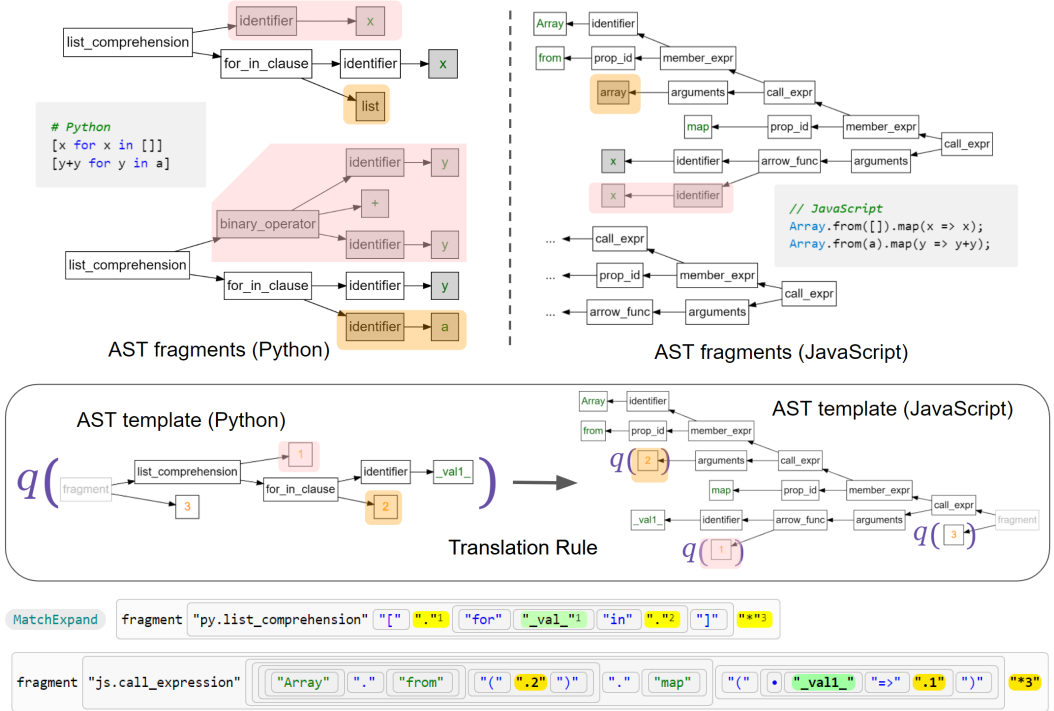 identifier x
list_comprehension
for_in_clause identifier x
list
# Python
[x for x in []]
[y+y for y in a]
identifier y
+
binary_operator
identifier y
list_comprehension
for_in_clause identifier y
identifier a
AST fragments (Python)
Array identifier
from prop_id member_expr
array arguments call_expr
map prop_id member_expr
call_expr
x identifier arrow_func arguments
x identifier
// JavaScript
Array.from([]).map(x => x);
Array.from(a).map(y => y+y);
... call_expr
... prop_id member_expr
call_expr
... arrow_func arguments
AST fragments (JavaScript)
AST template (Python)
q( fragment list_comprehension 1 for_in_clause identifier _val1_ )
3 2
Translation Rule
AST template (JavaScript)
Array identifier
from prop_id member_expr
q( 2 ) arguments call_expr
map prop_id member_expr
call_expr
_val1_ identifier arrow_func arguments fragment
q( 3 )
q( 1 )
MatchExpand fragment "py.list_comprehension" "[" "."1 "for" "_val_"1 "in" "."2 "]" "*"3
fragment "js.call_expression" "Array" "." "from" "(" ".2" ")" "." "map" "(" • "_val1_" "=>" ".1" ")" "*3"